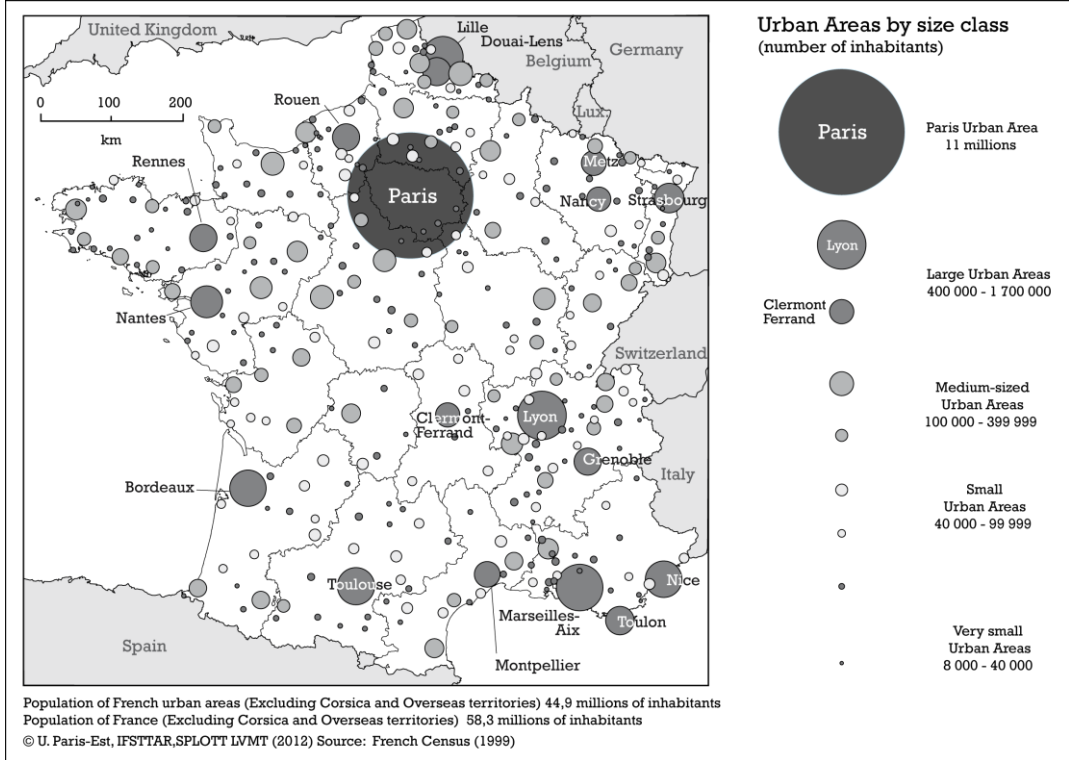 United Kingdom
Lille
Douai-Lens
Belgium
Germany
Lux.
0 100 200
km
Rouen
Rennes
Paris
Metz
Nancy
Strasbourg
Nantes
Switzerland
Clermont-
Ferrand
Lyon
Grenoble
Italy
Bordeaux
Toulouse
Nice
Marseilles-
Aix
Toulon
Montpellier
Spain
Urban Areas by size class
(number of inhabitants)
Paris
Paris Urban Area
11 millions
Lyon
Large Urban Areas
400 000 - 1 700 000
Clermont
Ferrand
Medium-sized
Urban Areas
100 000 - 399 999
Small
Urban Areas
40 000 - 99 999
Very small
Urban Areas
8 000 - 40 000
Population of French urban areas (Excluding Corsica and Overseas territories) 44,9 millions of inhabitants
Population of France (Excluding Corsica and Overseas territories) 58,3 millions of inhabitants
© U. Paris-Est, IFSTTAR,SPLOTT LVMT (2012) Source: French Census (1999)